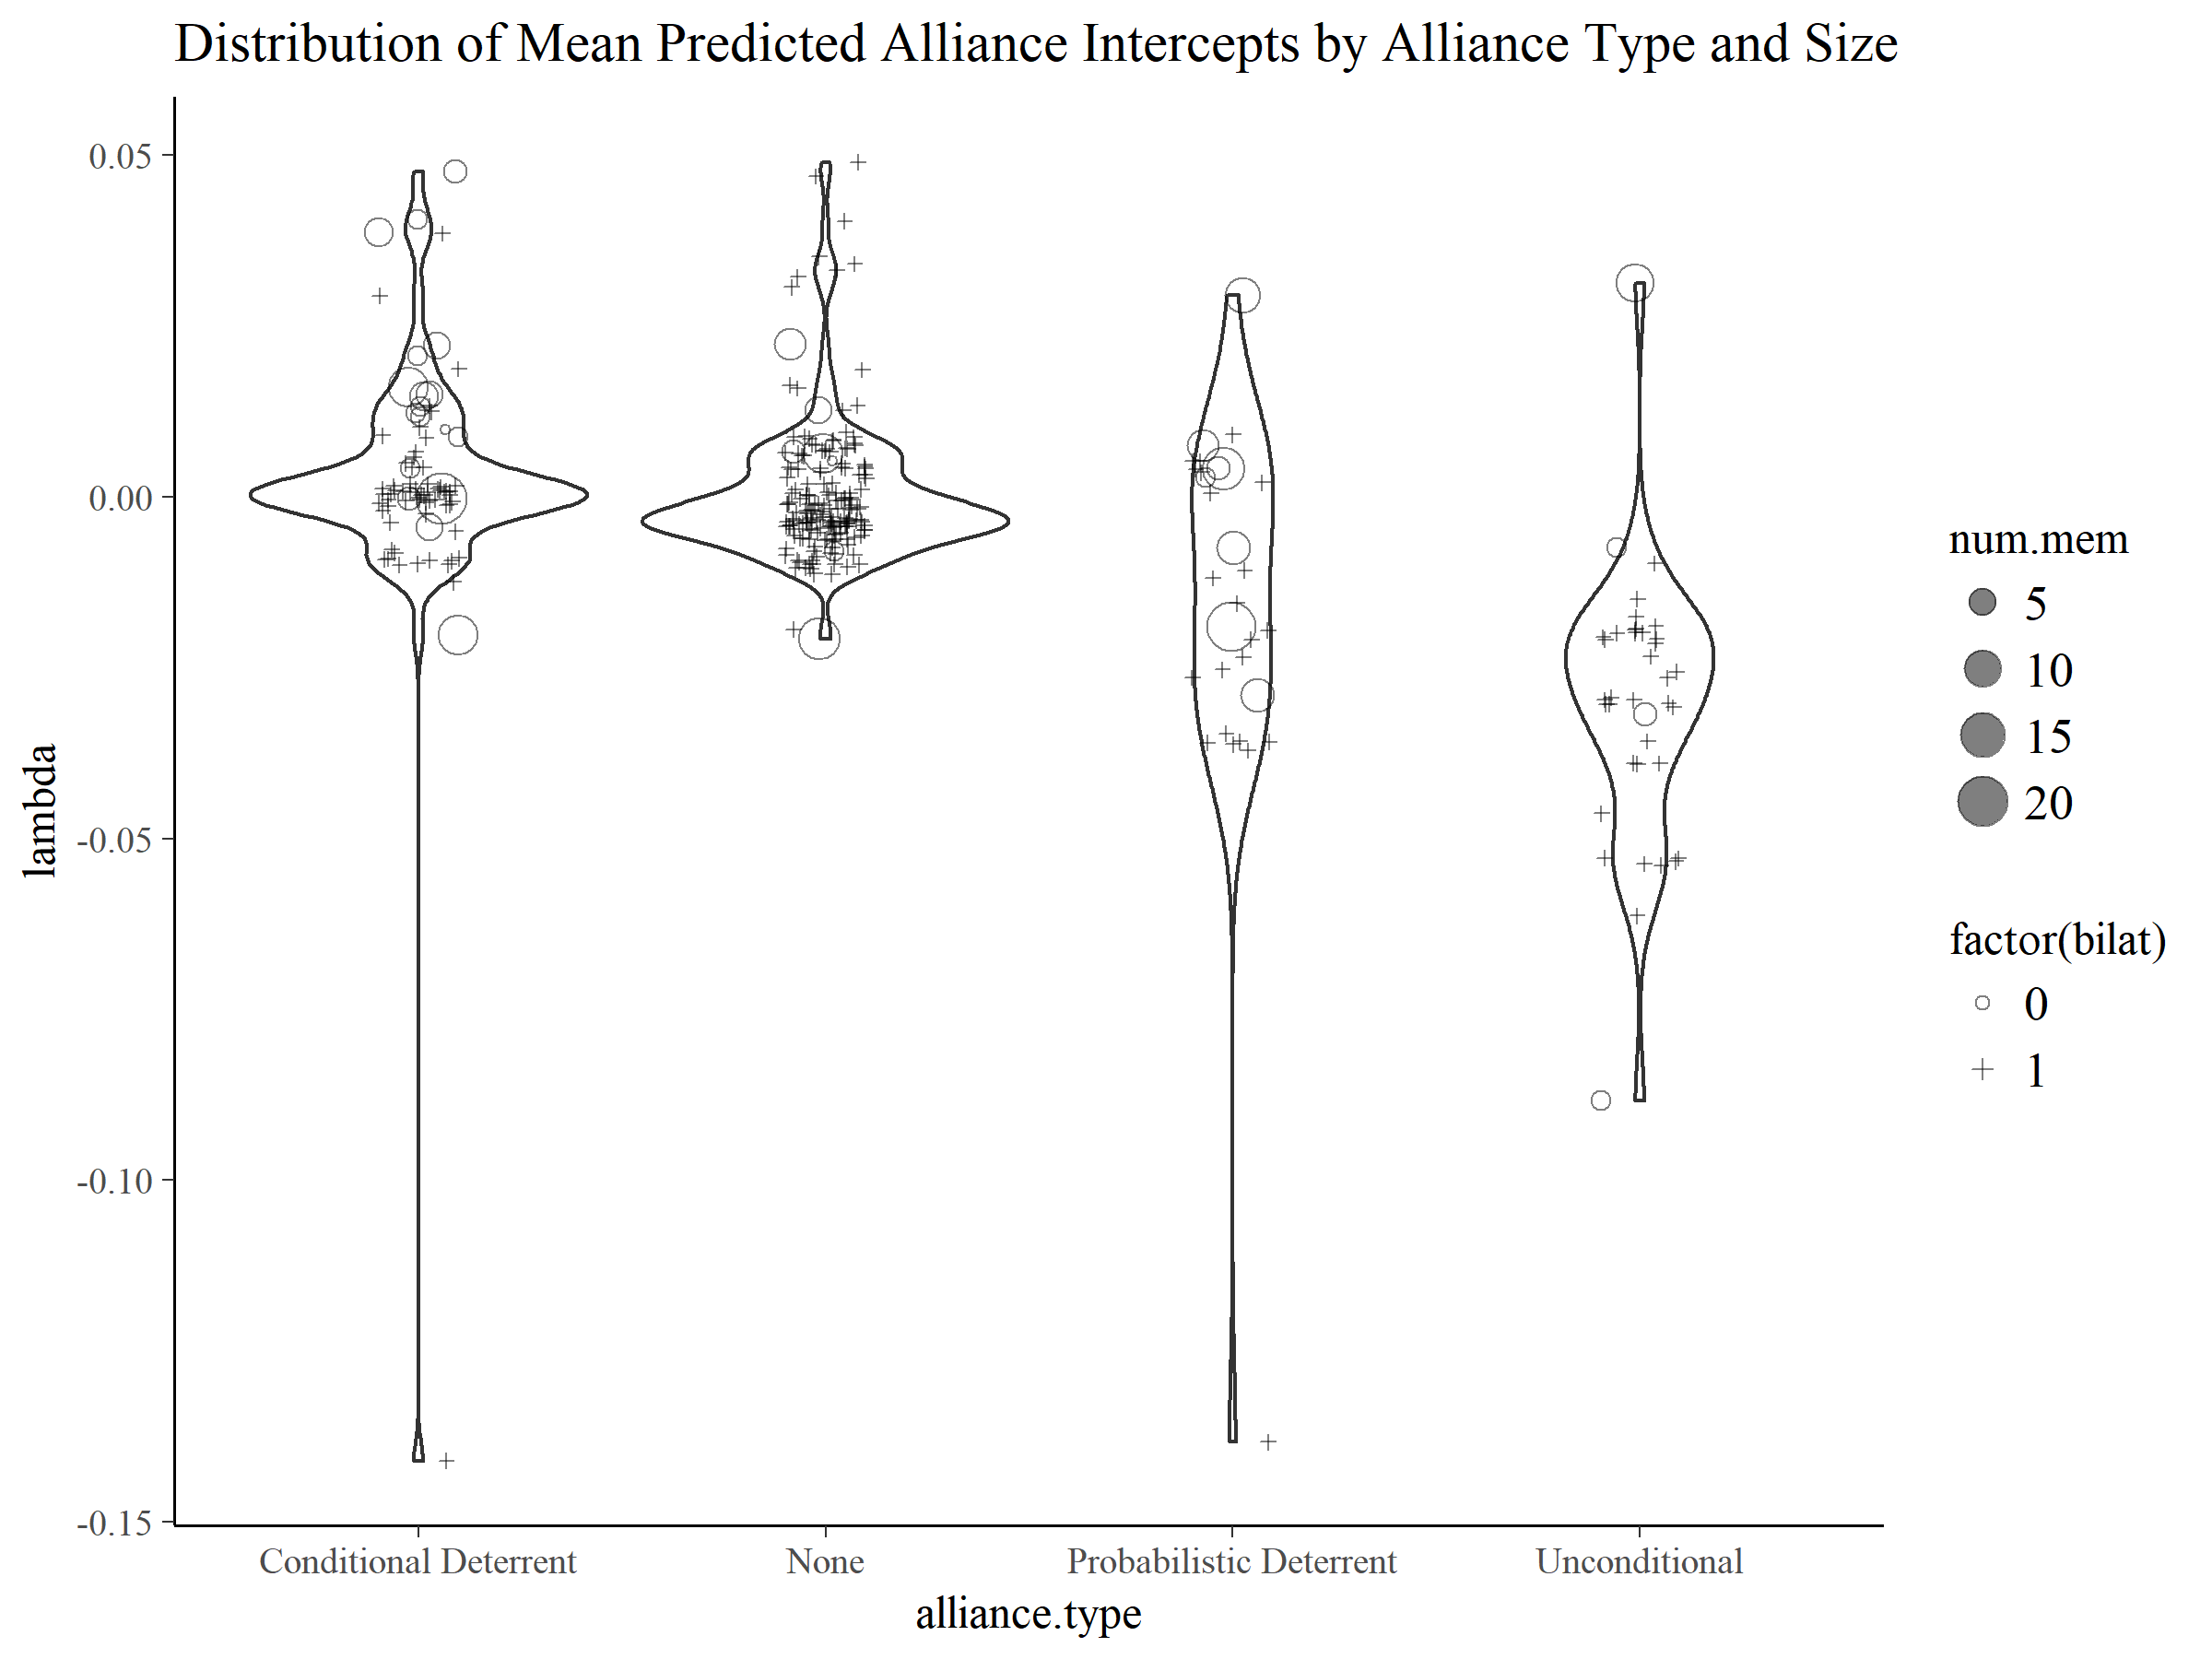 Distribution of Mean Predicted Alliance Intercepts by Alliance Type and Size
0.05
0.00
-0.05
-0.10
-0.15
lambda
Conditional Deterrent
None
Probabilistic Deterrent
Unconditional
alliance.type
num.mem
5
10
15
20
factor(bilat)
0
1